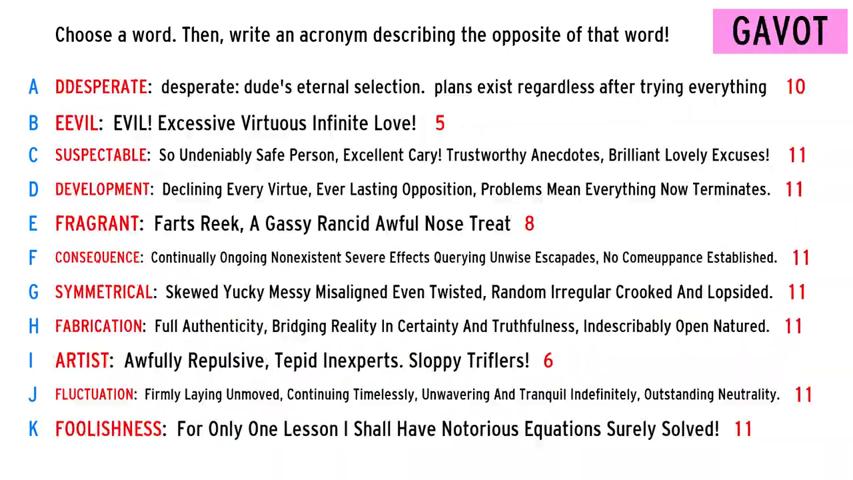 Choose a word. Then, write an acronym describing the opposite of that word!
GAVOT
A DDESPERATE: desperate: dude's eternal selection. plans exist regardless after trying everything 10
B EEVIL: EVIL! Excessive Virtuous Infinite Love! 5
C SUSPECTABLE: So Undeniably Safe Person, Excellent Cary! Trustworthy Anecdotes, Brilliant Lovely Excuses! 11
D DEVELOPMENT: Declining Every Virtue, Ever Lasting Opposition, Problems Mean Everything Now Terminates. 11
E FRAGRANT: Farts Reek, A Gassy Rancid Awful Nose Treat 8
F CONSEQUENCE: Continually Ongoing Nonexistent Severe Effects Querying Unwise Escapades, No Comeuppance Established. 11
G SYMMETRICAL: Skewed Yucky Messy Misaligned Even Twisted, Random Irregular Crooked And Lopsided. 11
H FABRICATION: Full Authenticity, Bridging Reality In Certainty And Truthfulness, Indescribably Open Natured. 11
I ARTIST: Awfully Repulsive, Tepid Inexperts. Sloppy Triflers! 6
J FLUCTUATION: Firmly Laying Unmoved, Continuing Timelessly, Unwavering And Tranquil Indefinitely, Outstanding Neutrality. 11
K FOOLISHNESS: For Only One Lesson I Shall Have Notorious Equations Surely Solved! 11